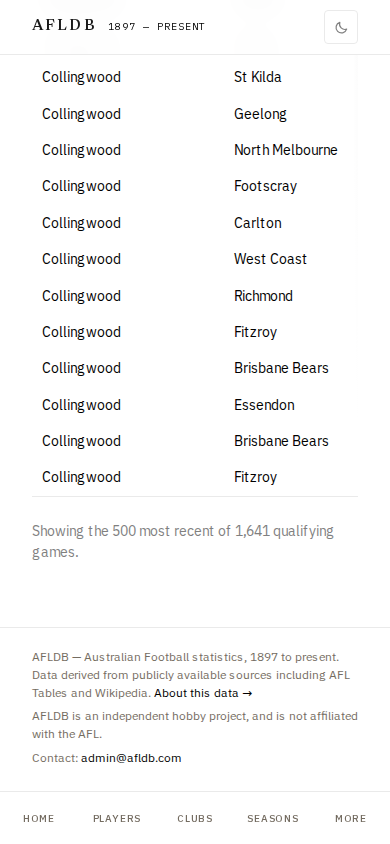 AFLDB 1897 — PRESENT
Collingwood St Kilda
Collingwood Geelong
Collingwood North Melbourne
Collingwood Footscray
Collingwood Carlton
Collingwood West Coast
Collingwood Richmond
Collingwood Fitzroy
Collingwood Brisbane Bears
Collingwood Essendon
Collingwood Brisbane Bears
Collingwood Fitzroy
Showing the 500 most recent of 1,641 qualifying
games.
AFLDB — Australian Football statistics, 1897 to present.
Data derived from publicly available sources including AFL
Tables and Wikipedia. About this data →
AFLDB is an independent hobby project, and is not affiliated
with the AFL.
Contact: admin@afldb.com
HOME PLAYERS CLUBS SEASONS MORE